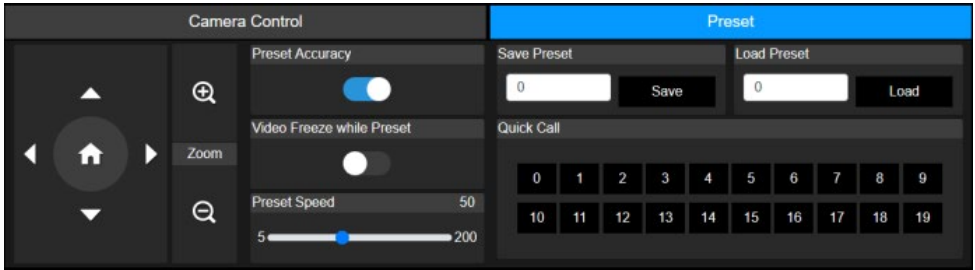 Camera Control
Preset
Preset Accuracy
Save Preset
Load Preset
0
Save
0
Load
Video Freeze while Preset
Quick Call
Zoom
0 1 2 3 4 5 6 7 8 9
Preset Speed 50
10 11 12 13 14 15 16 17 18 19
5 200